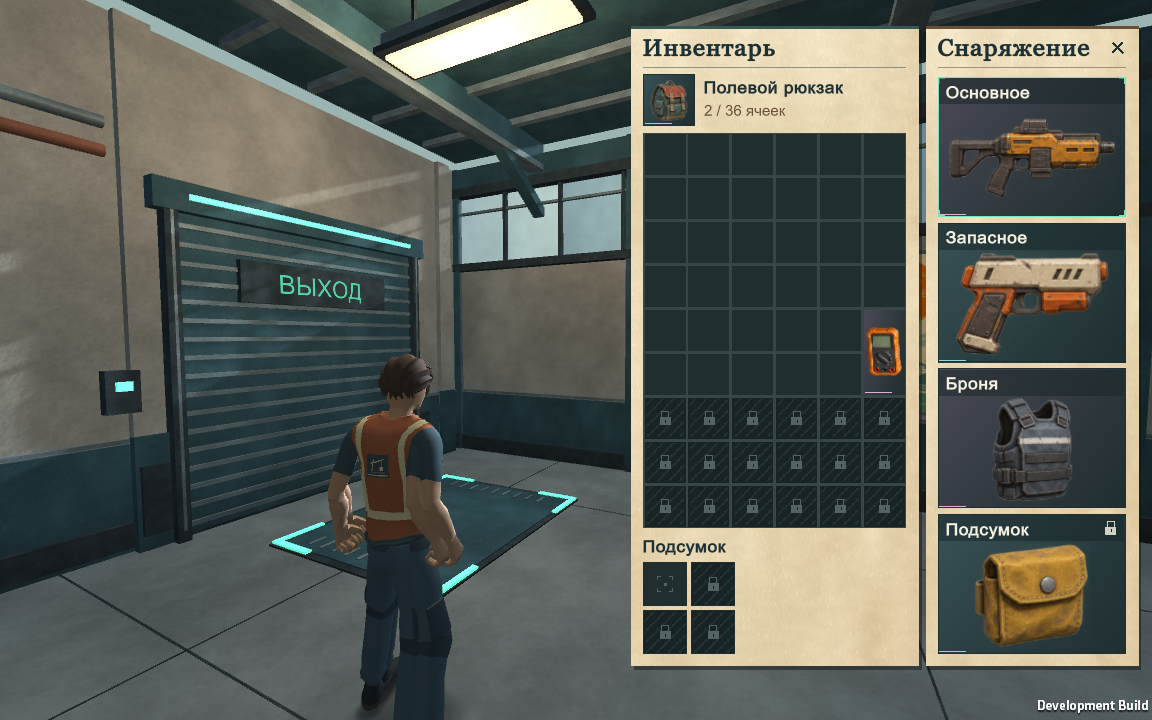 ВЫХОД
Инвентарь
Полевой рюкзак
2 / 36 ячеек
Подсумок
Снаряжение
Основное
Запасное
Броня
Подсумок
Development Build